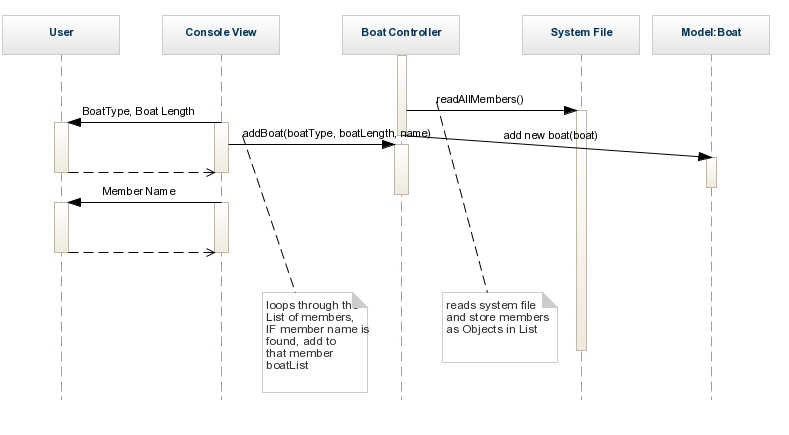 User
Console View
Boat Controller
System File
Model:Boat
readAllMembers()
BoatType, Boat Length
addBoat(boatType, boatLength, name)
add new boat(boat)
Member Name
loops through the
List of members,
IF member name is
found, add to
that member
boatList
reads system file
and store members
as Objects in List